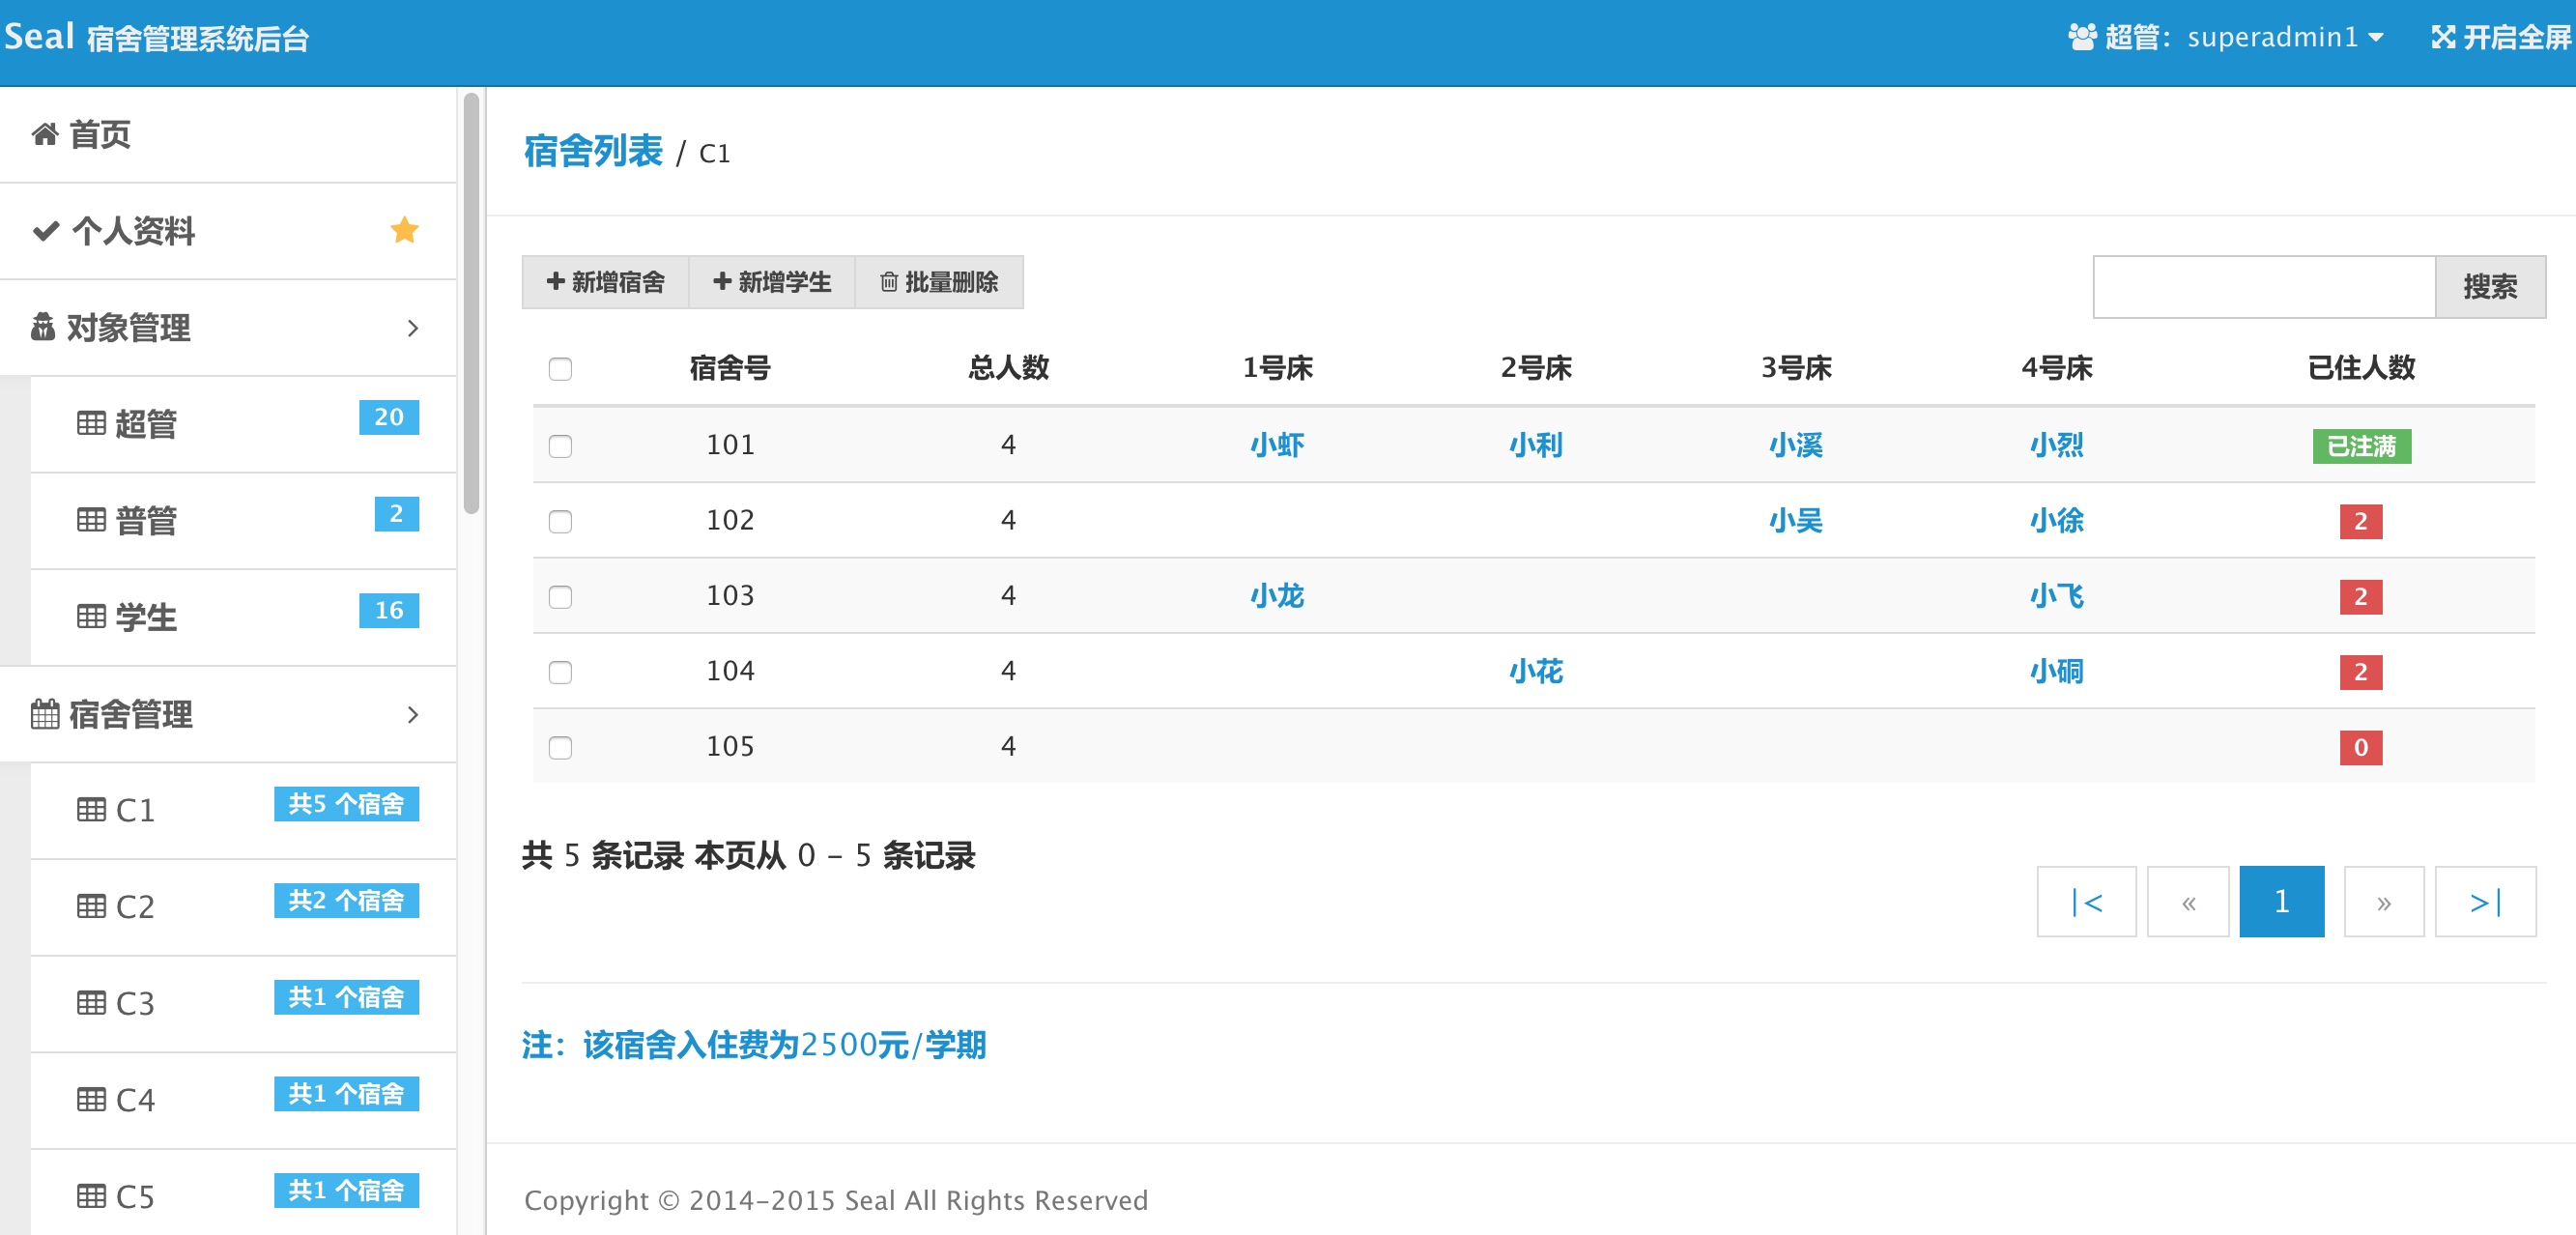 Seal 宿舍管理系统后台
超管：superadmin1
开启全屏
首页
个人资料
对象管理
超管 20
普管 2
学生 16
宿舍管理
C1 共5 个宿舍
C2 共2 个宿舍
C3 共1 个宿舍
C4 共1 个宿舍
C5 共1 个宿舍
宿舍列表 / C1
新增宿舍 新增学生 批量删除
搜索
宿舍号 总人数 1号床 2号床 3号床 4号床 已住人数
101 4 小虾 小利 小溪 小烈 已注满
102 4 小吴 小徐 2
103 4 小龙 小飞 2
104 4 小花 小硐 2
105 4 0
共 5 条记录 本页从 0 - 5 条记录
|< « 1 » >|
注：该宿舍入住费为2500元/学期
Copyright © 2014-2015 Seal All Rights Reserved